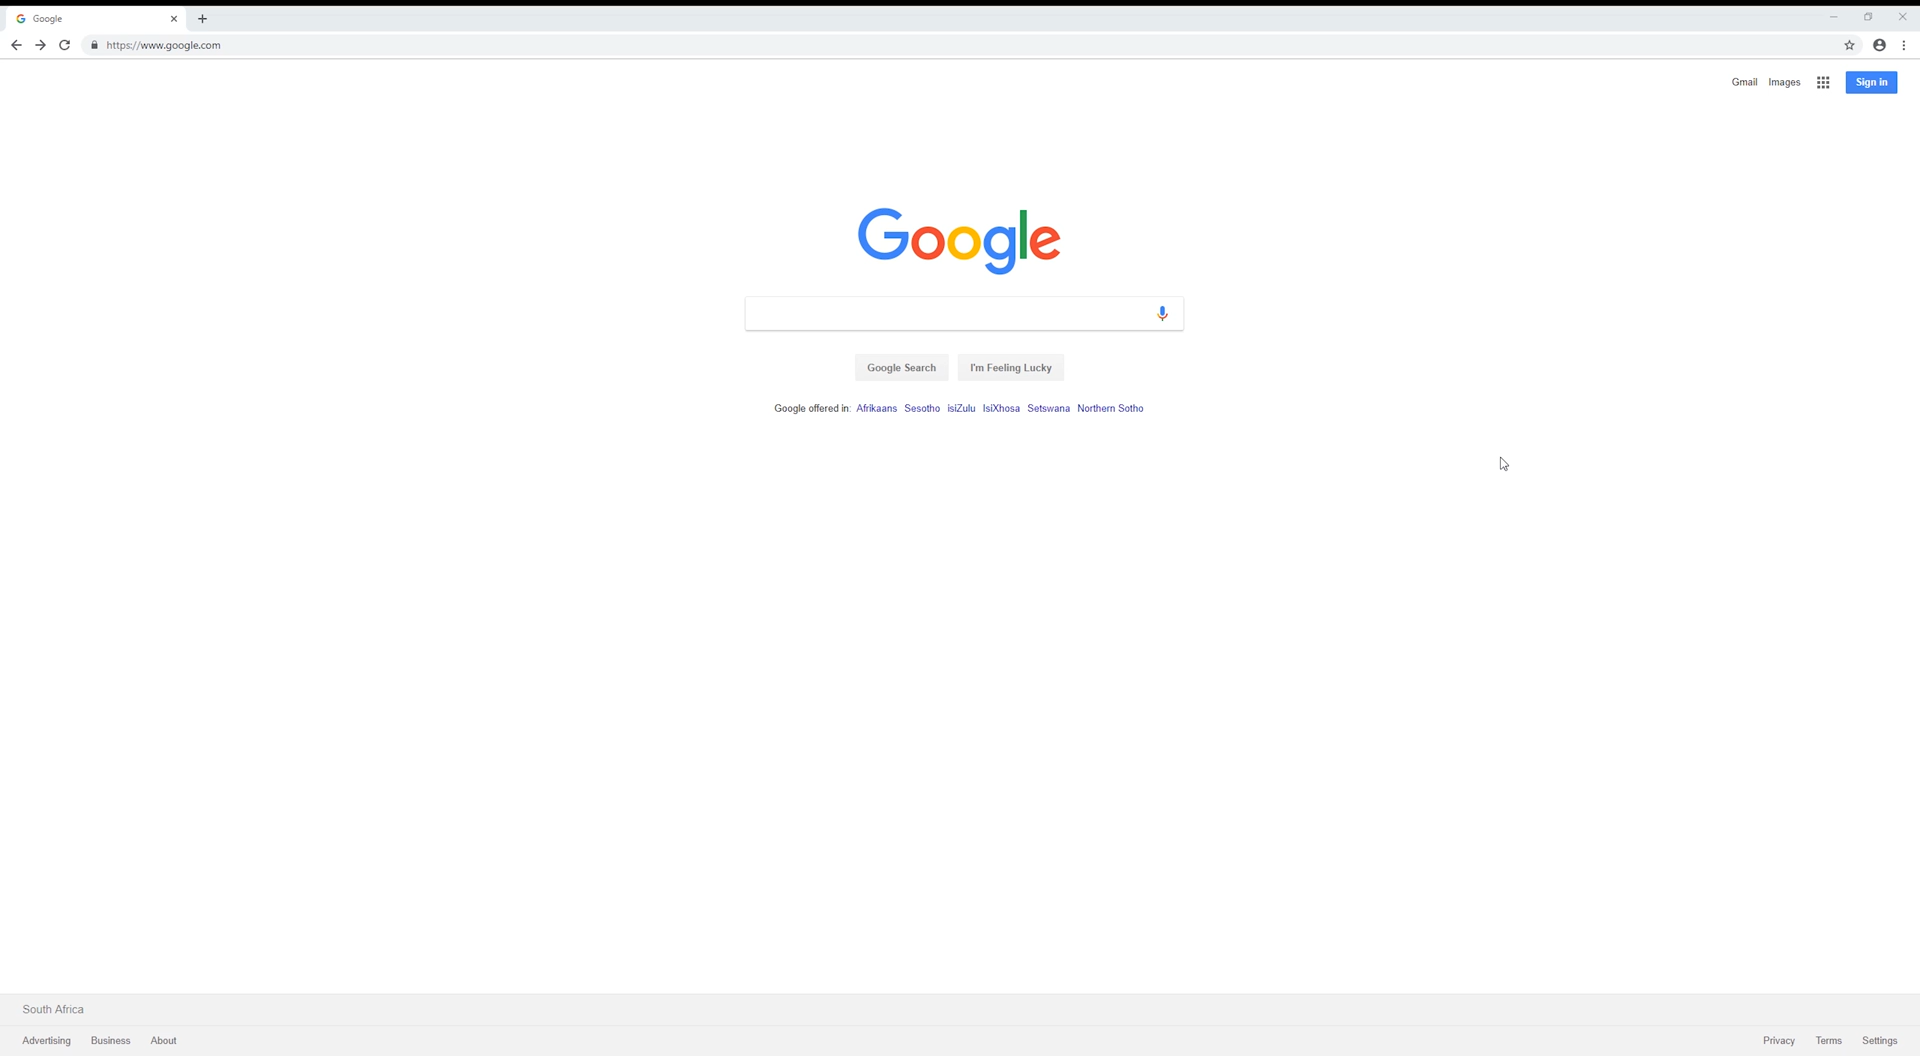 Google
https://www.google.com
Gmail Images Sign in
Google
Google Search I'm Feeling Lucky
Google offered in: Afrikaans Sesotho isiZulu IsiXhosa Setswana Northern Sotho
South Africa
Advertising Business About Privacy Terms Settings